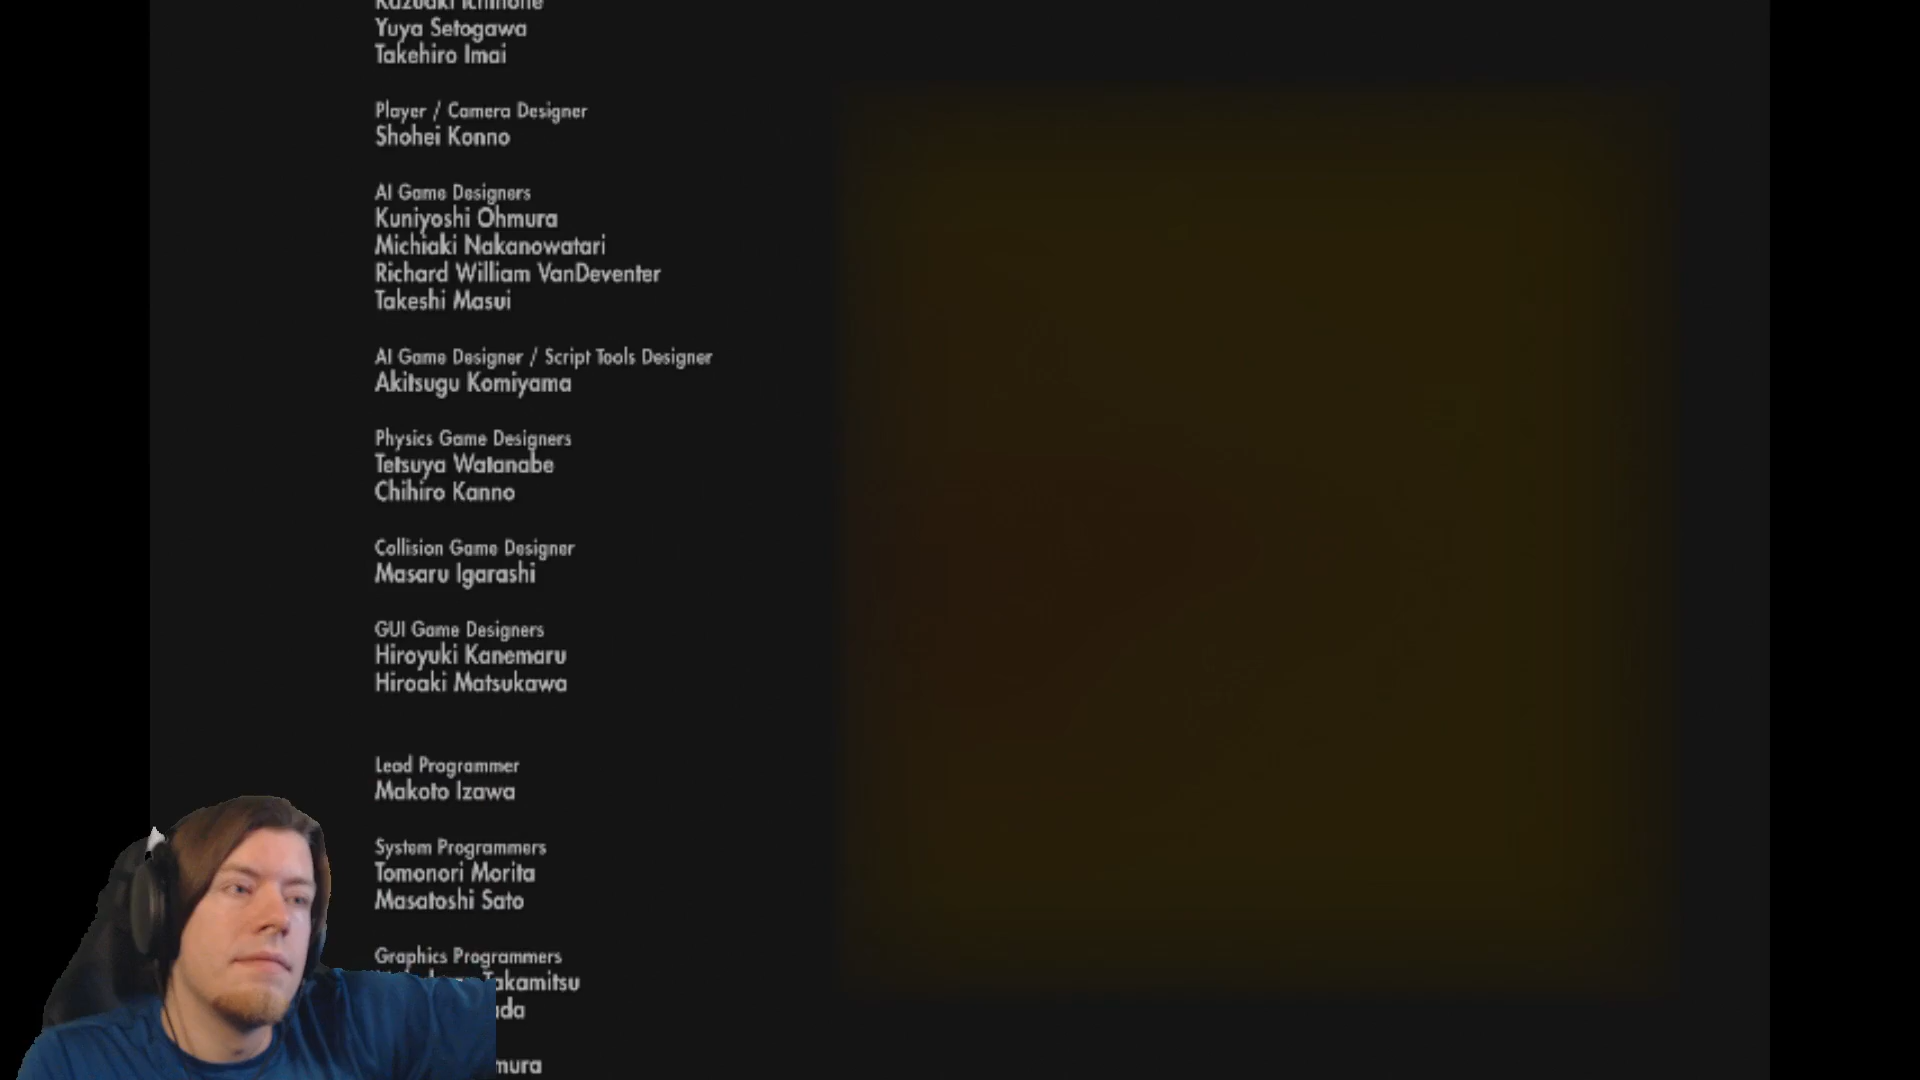 Kazuaki Ichinohe
Yuya Setogawa
Takehiro Imai
Player / Camera Designer
Shohei Konno
AI Game Designers
Kuniyoshi Ohmura
Michiaki Nakanowatari
Richard William VanDeventer
Takeshi Masui
AI Game Designer / Script Tools Designer
Akitsugu Komiyama
Physics Game Designers
Tetsuya Watanabe
Chihiro Kanno
Collision Game Designer
Masaru Igarashi
GUI Game Designers
Hiroyuki Kanemaru
Hiroaki Matsukawa
Lead Programmer
Makoto Izawa
System Programmers
Tomonori Morita
Masatoshi Sato
Graphics Programmers
Takamitsu